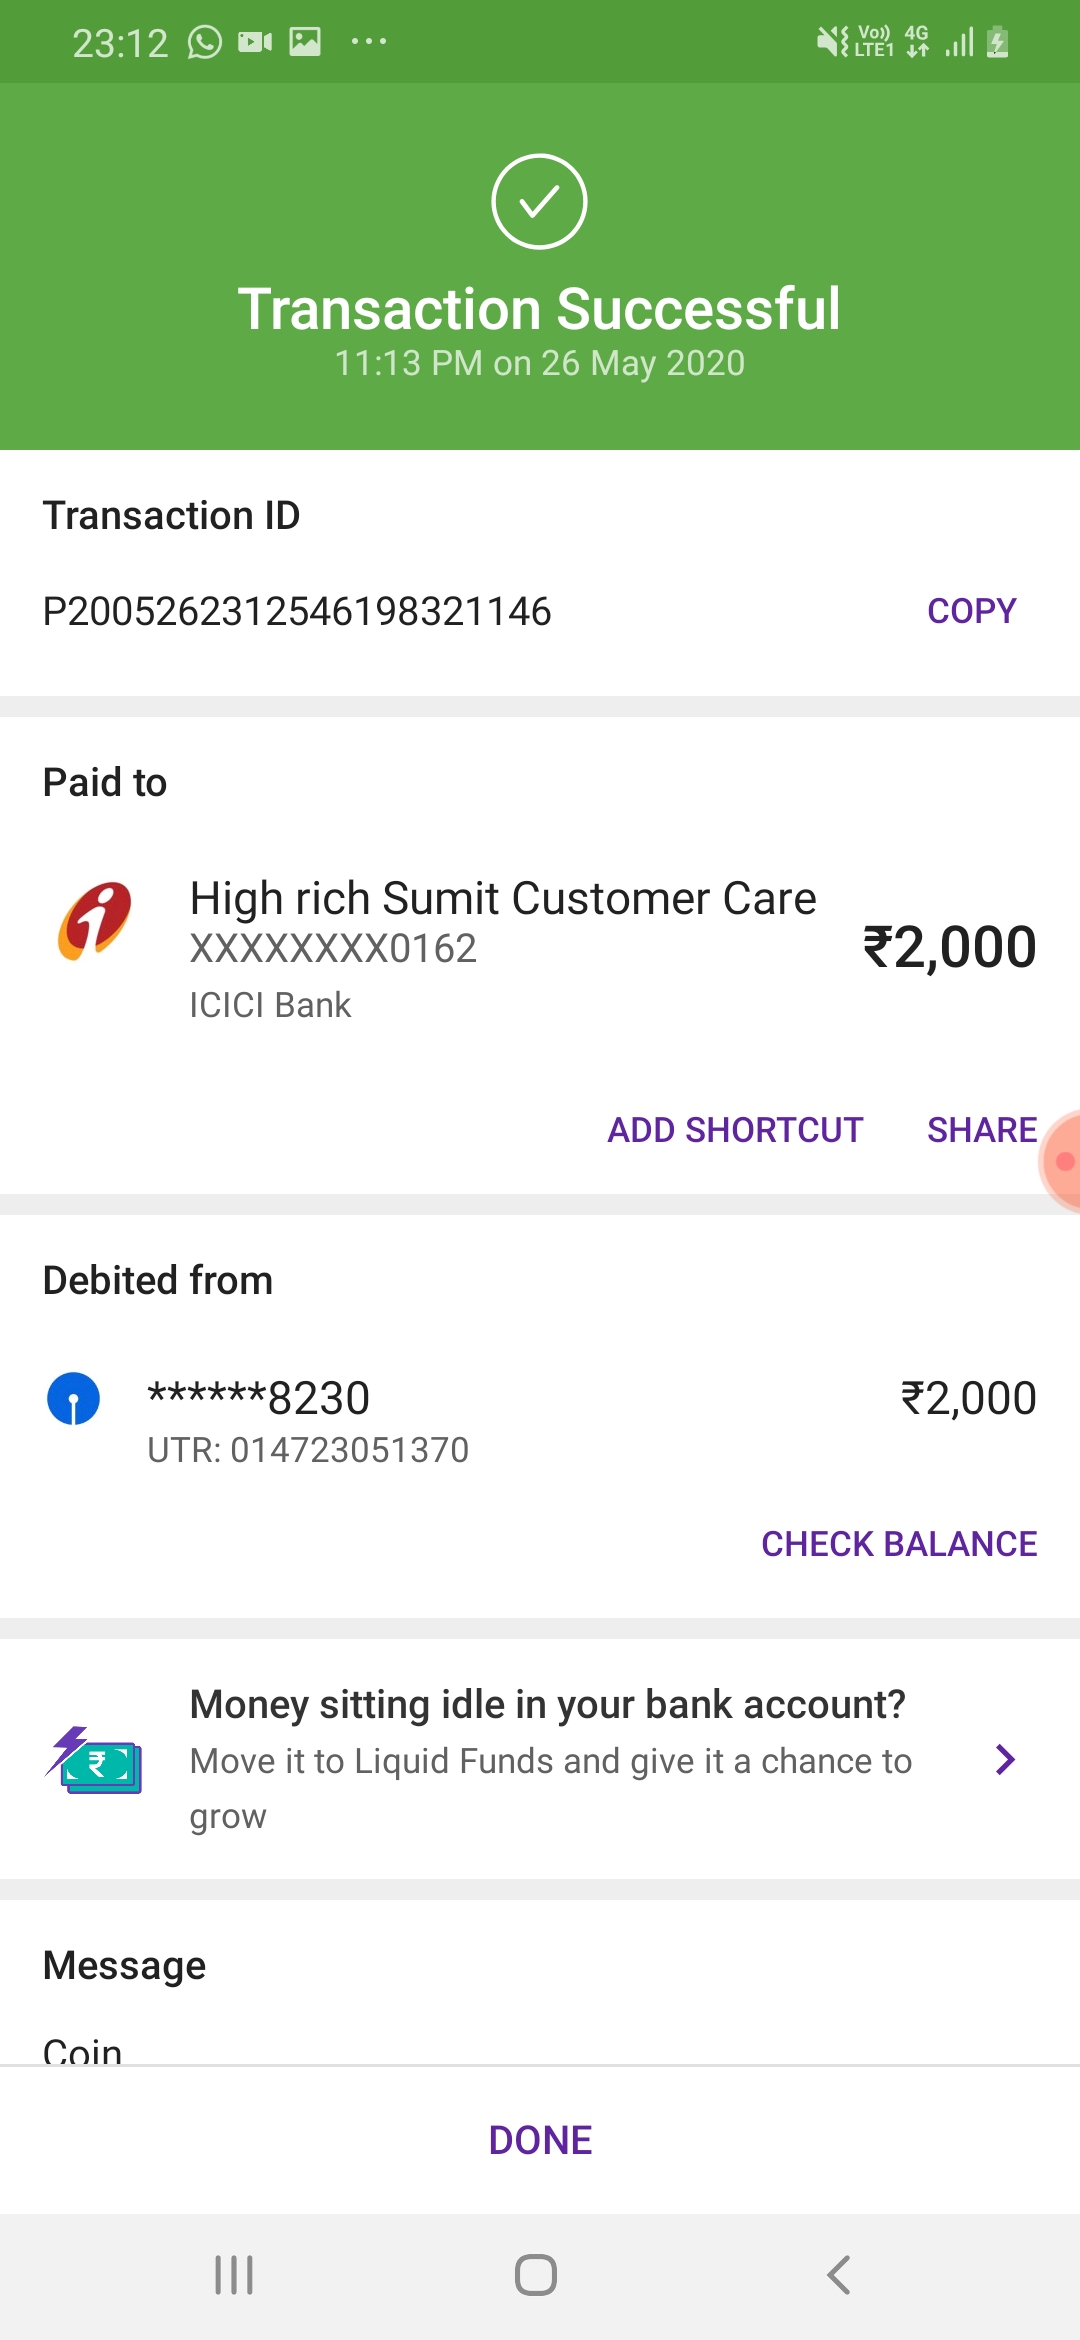 23:12
Vo)) 4G
LTE1
Transaction Successful
11:13 PM on 26 May 2020
Transaction ID
P2005262312546198321146 COPY
Paid to
High rich Sumit Customer Care
XXXXXXXX0162
₹2,000
ICICI Bank
ADD SHORTCUT SHARE
Debited from
******8230 ₹2,000
UTR: 014723051370
CHECK BALANCE
Money sitting idle in your bank account?
Move it to Liquid Funds and give it a chance to
grow
Message
Coin
DONE